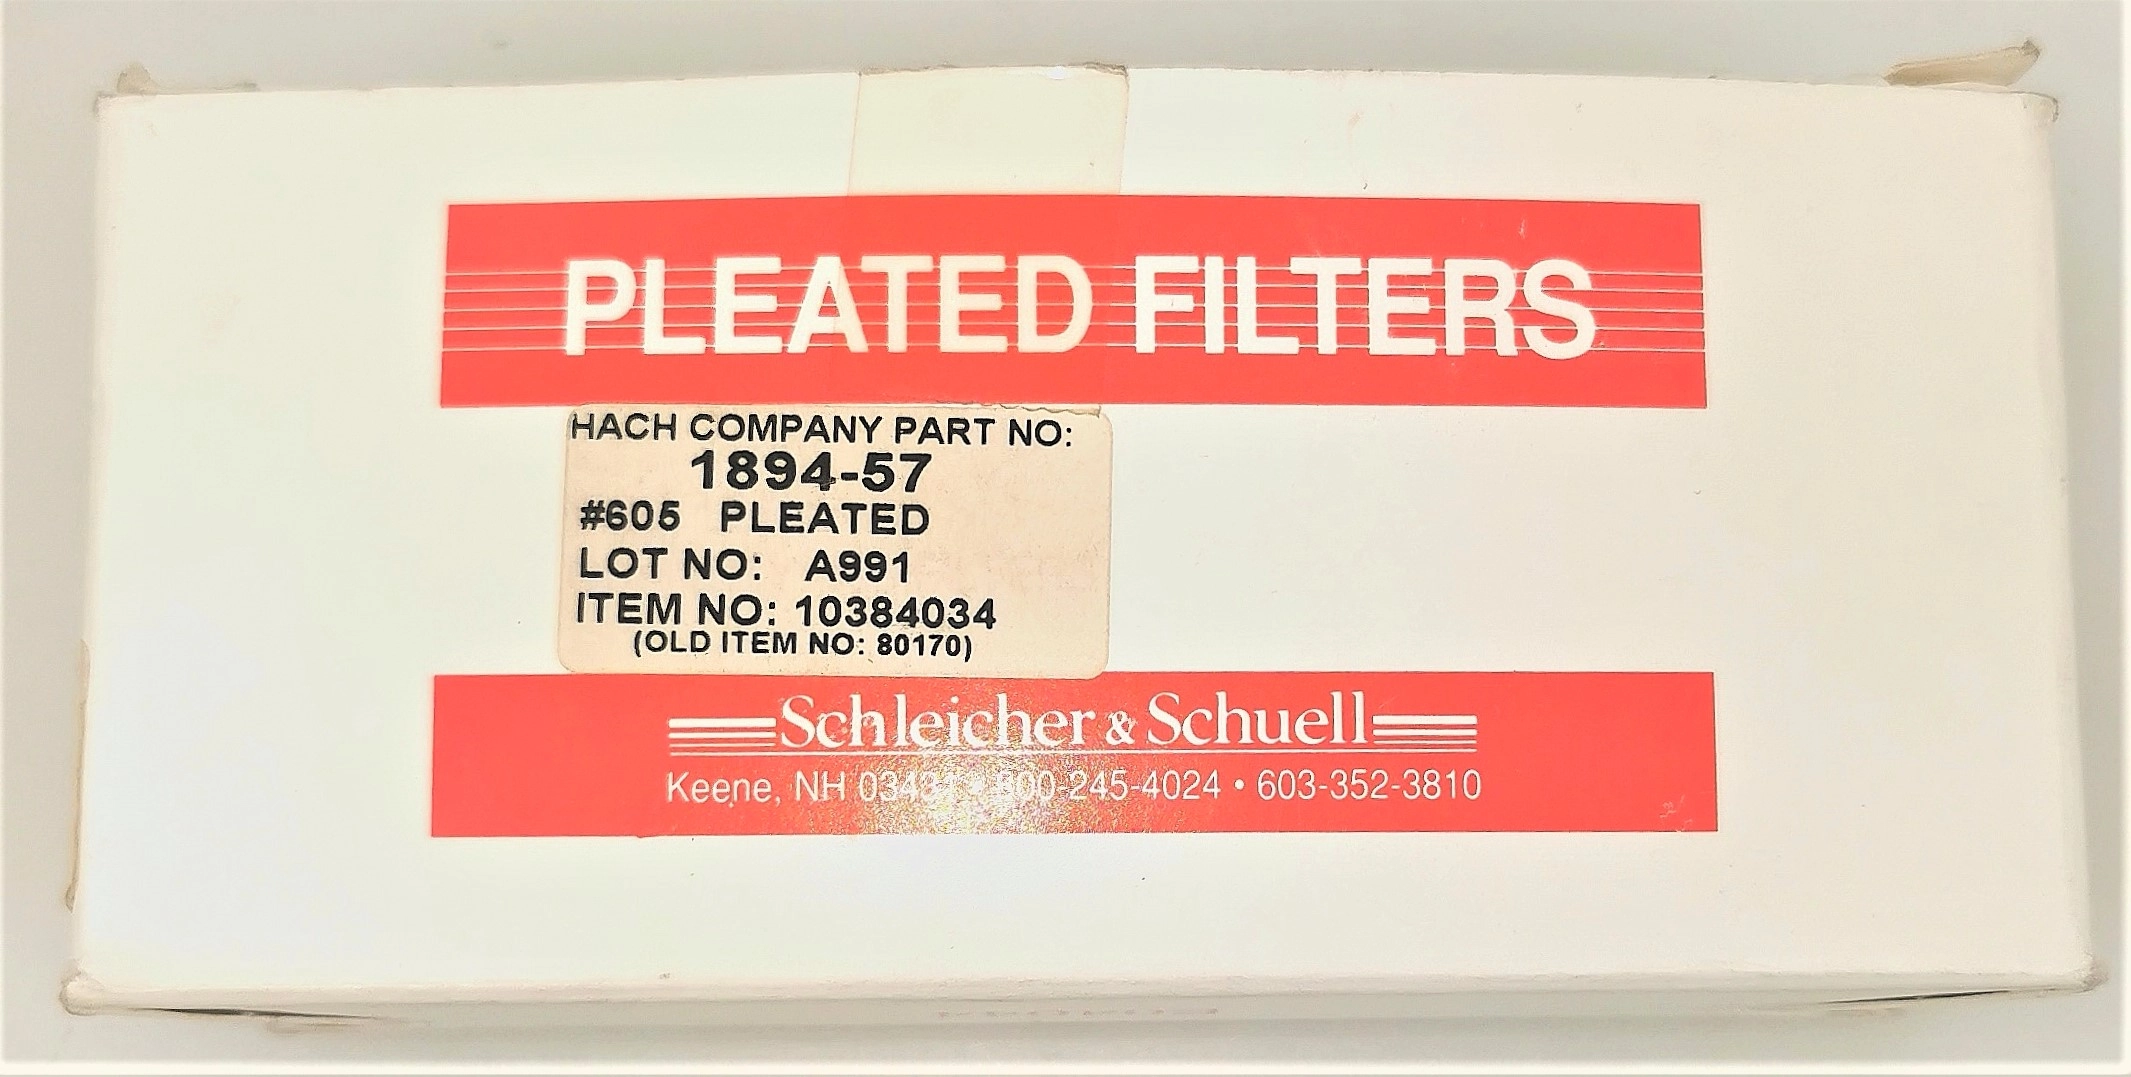 PLEATED FILTERS
HACH COMPANY PART NO:
1894-57
#605 PLEATED
LOT NO: A991
ITEM NO: 10384034
(OLD ITEM NO: 80170)
Schleicher & Schuell
Keene, NH 03431 • 800-245-4024 • 603-352-3810